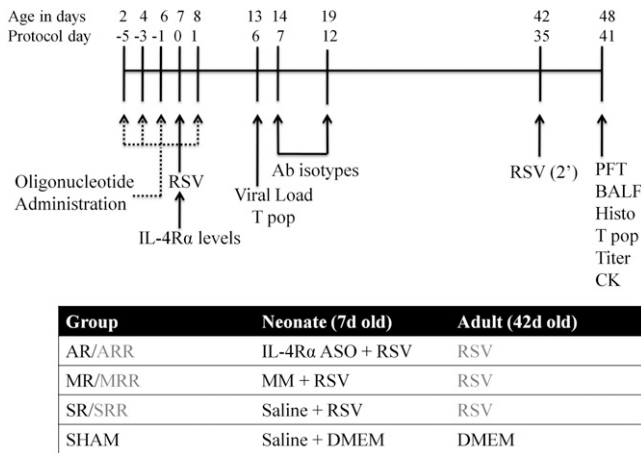 Age in days 2 4 6 7 8 13 14 19 42 48
Protocol day -5 -3 -1 0 1 6 7 12 35 41
Oligonucleotide
Administration
RSV
IL-4Rα levels
Viral Load
T pop
Ab isotypes
RSV (2')
PFT
BALF
Histo
T pop
Titer
CK
Group Neonate (7d old) Adult (42d old)
AR/ARR IL-4Rα ASO + RSV RSV
MR/MRR MM + RSV RSV
SR/SRR Saline + RSV RSV
SHAM Saline + DMEM DMEM